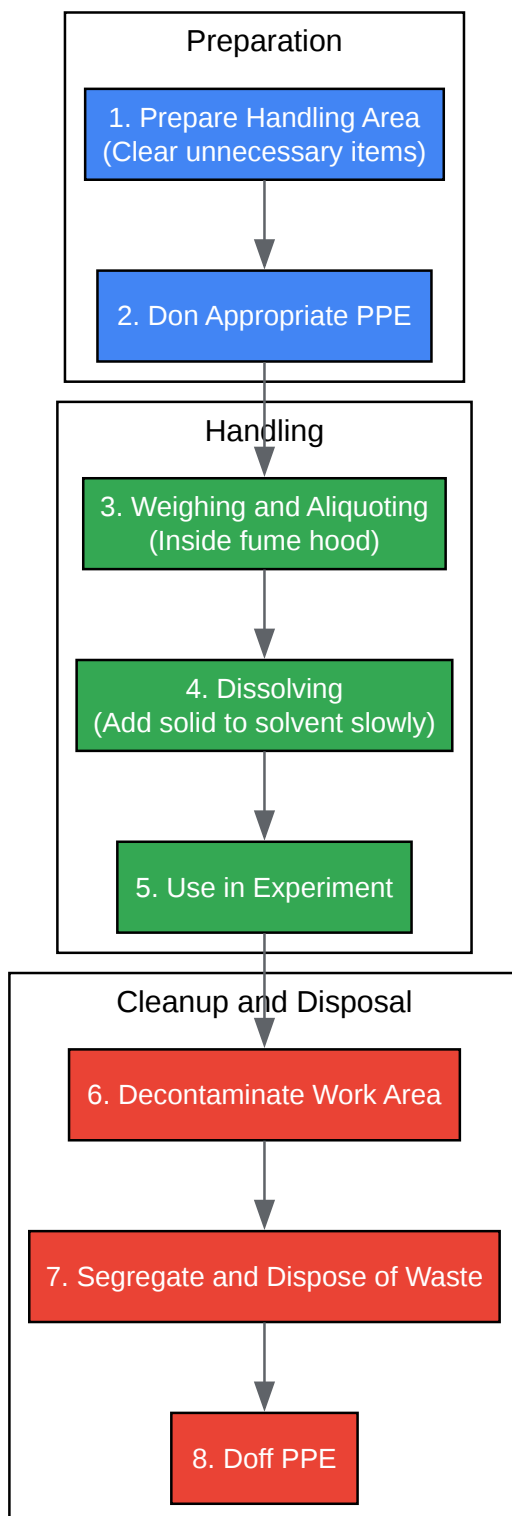 Preparation
1. Prepare Handling Area
(Clear unnecessary items)
2. Don Appropriate PPE
Handling
3. Weighing and Aliquoting
(Inside fume hood)
4. Dissolving
(Add solid to solvent slowly)
5. Use in Experiment
Cleanup and Disposal
6. Decontaminate Work Area
7. Segregate and Dispose of Waste
8. Doff PPE